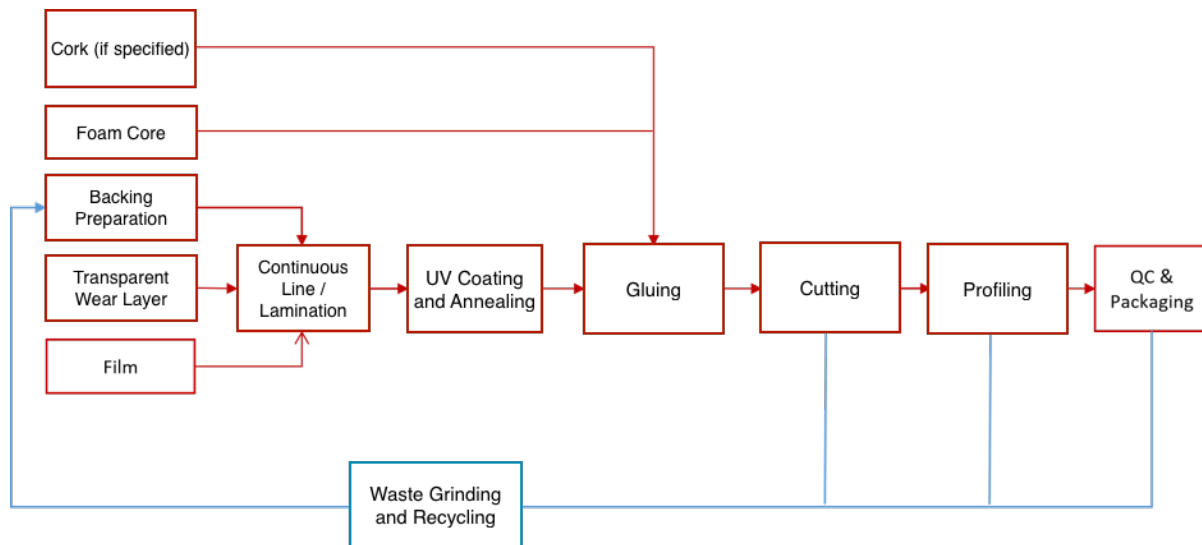 Cork (if specified)
Foam Core
Backing
Preparation
Transparent
Wear Layer
Film
Continuous
Line /
Lamination
UV Coating
and Annealing
Gluing
Cutting
Profiling
QC &
Packaging
Waste Grinding
and Recycling